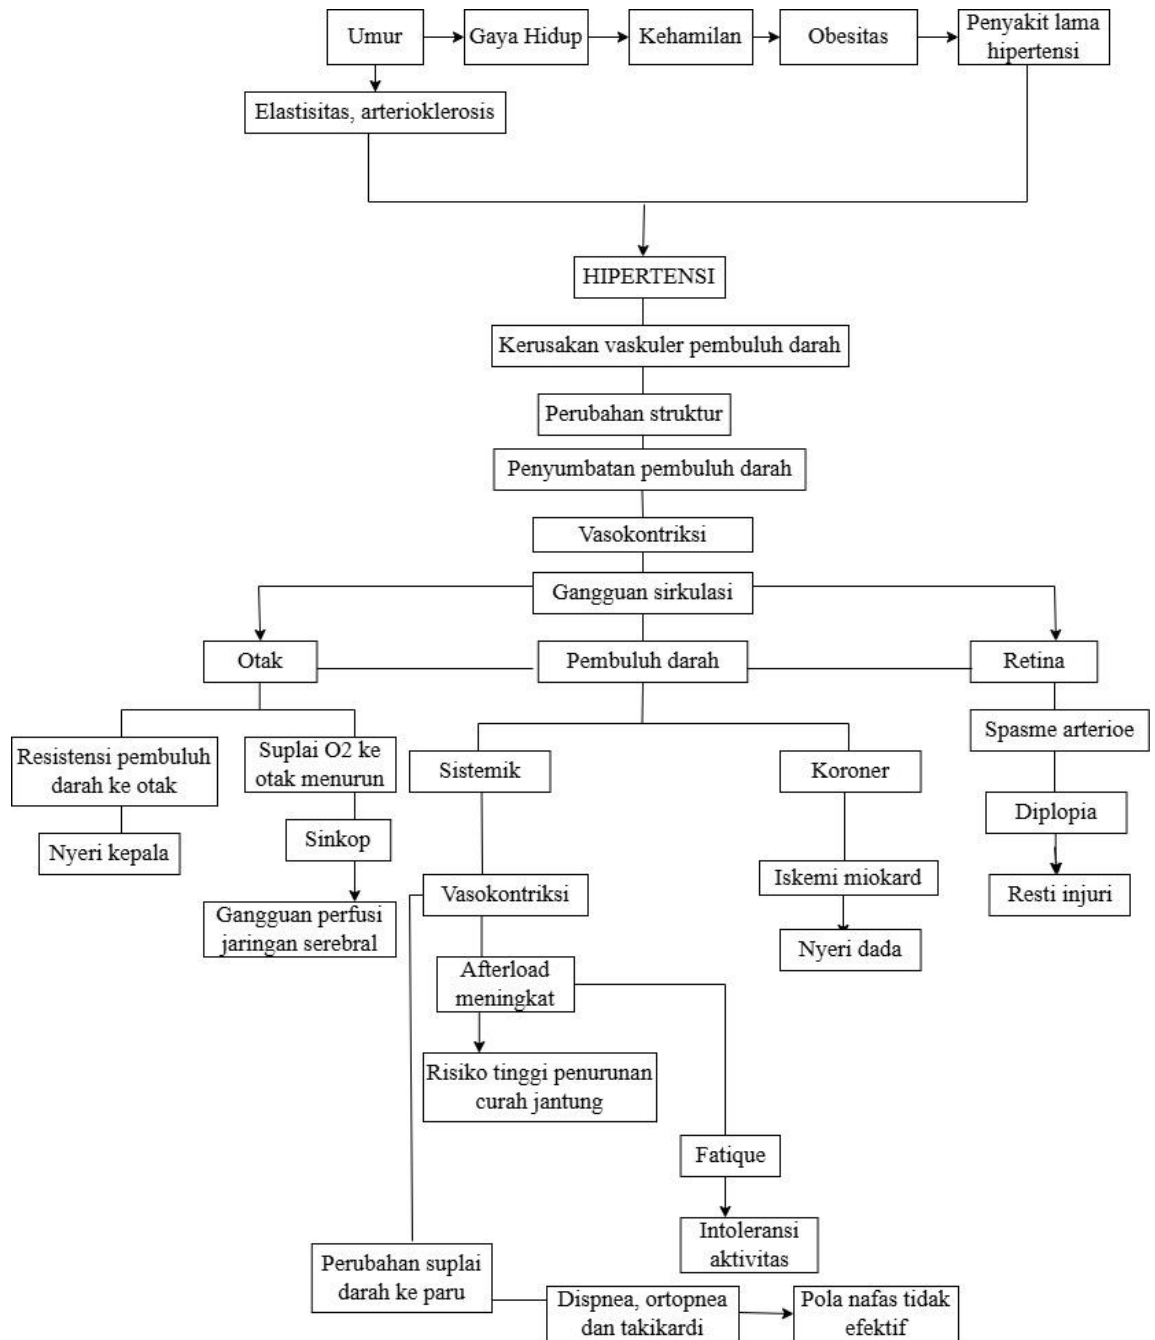 Umur
Gaya Hidup
Kehamilan
Obesitas
Penyakit lama
hipertensi
Elastisitas, arterioklerosis
HIPERTENSI
Kerusakan vaskuler pembuluh darah
Perubahan struktur
Penyumbatan pembuluh darah
Vasokontriksi
Gangguan sirkulasi
Otak
Pembuluh darah
Retina
Resistensi pembuluh
darah ke otak
Suplai O2 ke
otak menurun
Sistemik
Koroner
Spasme arterioe
Nyeri kepala
Sinkop
Diplopia
Gangguan perfusi
jaringan serebral
Vasokontriksi
Iskemi miokard
Resti injuri
Nyeri dada
Afterload
meningkat
Risiko tinggi penurunan
curah jantung
Fatique
Intoleransi
aktivitas
Perubahan suplai
darah ke paru
Dispnea, ortopnea
dan takikardi
Pola nafas tidak
efektif